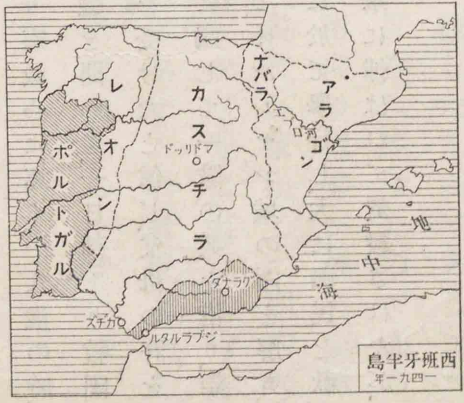 レオン
カスチラ
ナバラ
アラゴン
エブロ河
マドリッド
ポルトガル
グラナダ
カチズ
ジブラルタル
地中海
西班牙半島
一四九一年